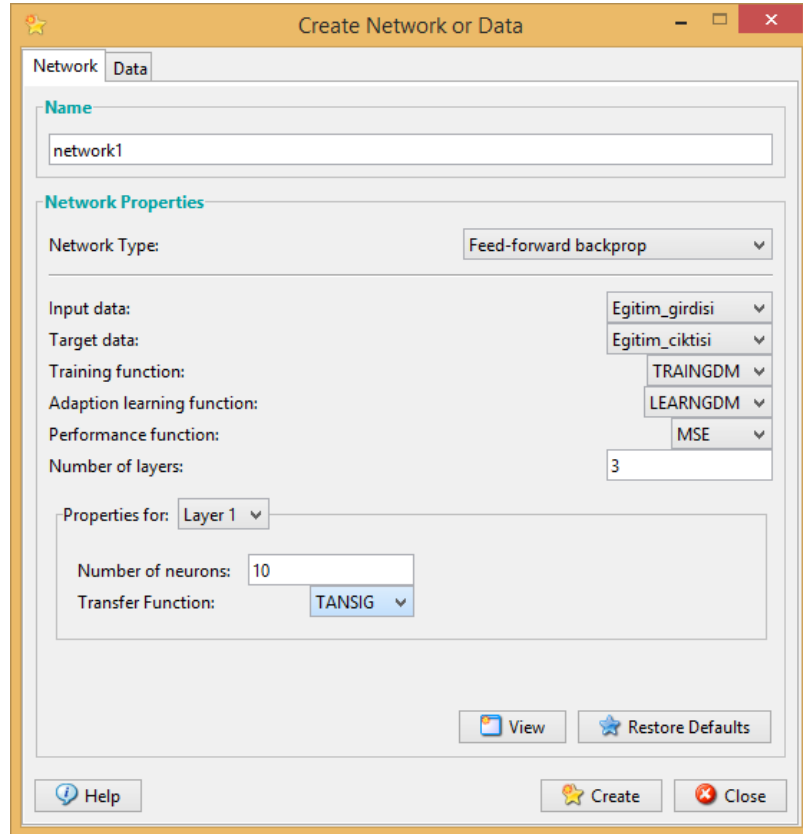 Create Network or Data
Network Data
Name
network1
Network Properties
Network Type: Feed-forward backprop
Input data: Egitim_girdisi
Target data: Egitim_ciktisi
Training function: TRAINGDM
Adaption learning function: LEARNGDM
Performance function: MSE
Number of layers: 3
Properties for: Layer 1
Number of neurons: 10
Transfer Function: TANSIG
View Restore Defaults
Help Create Close